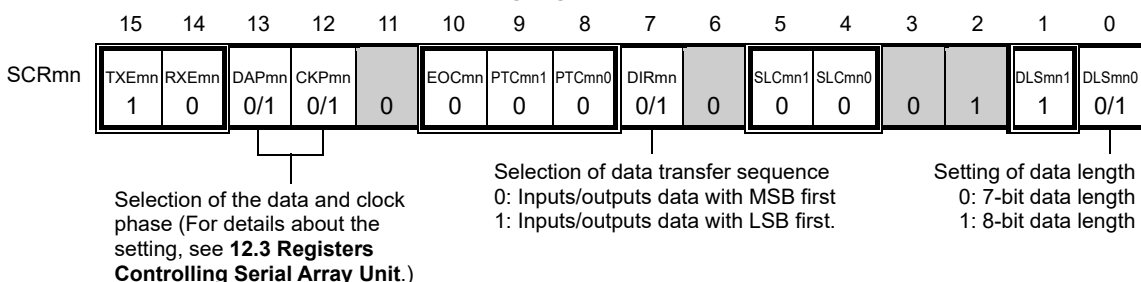 15 14 13 12 11 10 9 8 7 6 5 4 3 2 1 0
SCRmn TXEmn RXEmn DAPmn CKPmn EOCmn PTCmn1 PTCmn0 DIRmn SLCmn1 SLCmn0 DLSmn1 DLSmn0
1 0 0/1 0/1 0 0 0 0 0/1 0 0 0 0 1 1 0/1
Selection of the data and clock
phase (For details about the
setting, see 12.3 Registers
Controlling Serial Array Unit.)
Selection of data transfer sequence
0: Inputs/outputs data with MSB first
1: Inputs/outputs data with LSB first.
Setting of data length
0: 7-bit data length
1: 8-bit data length